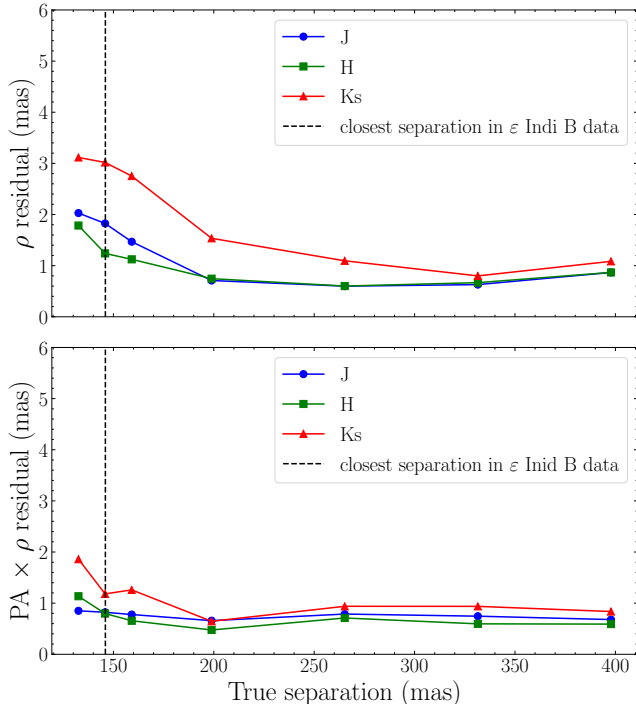 6
5
4
3
2
1
0
ρ residual (mas)
J
H
Ks
closest separation in ε Indi B data
6
5
4
3
2
1
0
PA × ρ residual (mas)
J
H
Ks
closest separation in ε Inid B data
150 200 250 300 350 400
True separation (mas)